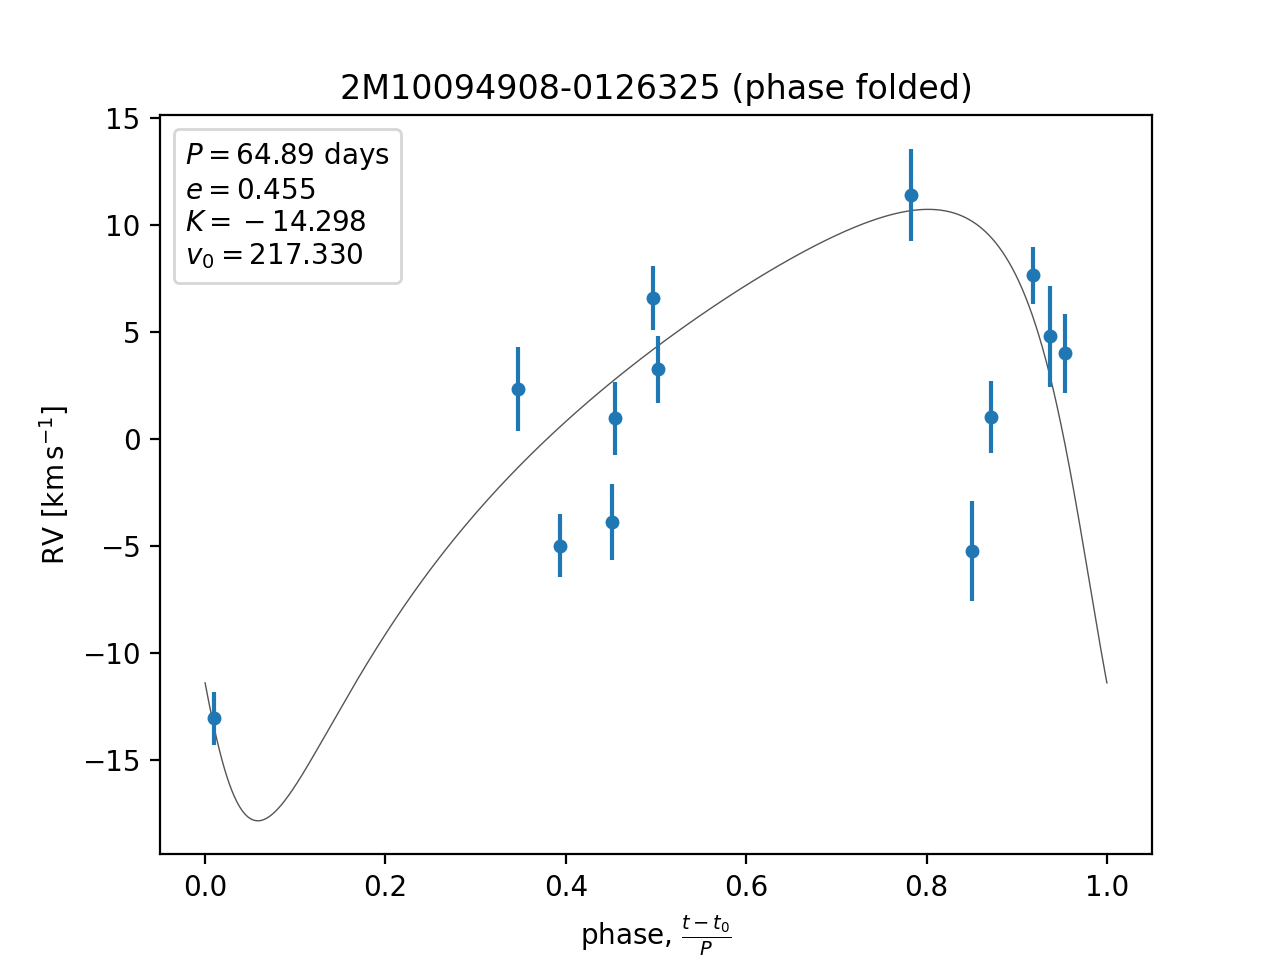 2M10094908-0126325 (phase folded)
P = 64.89 days
e = 0.455
K = −14.298
v₀ = 217.330
15
10
5
0
−5
−10
−15
RV [km s⁻¹]
0.0 0.2 0.4 0.6 0.8 1.0
phase, (t − t₀)/P